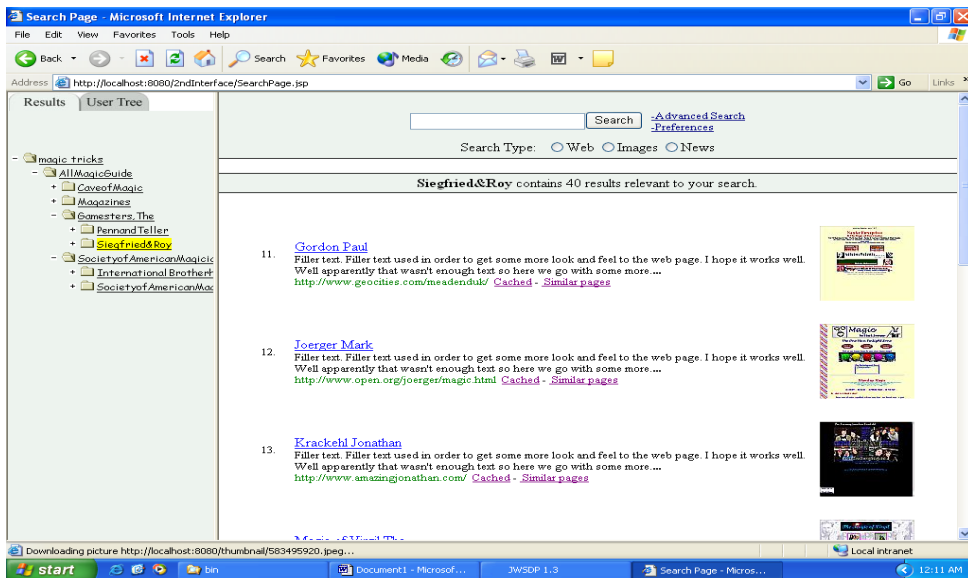 Search Page - Microsoft Internet Explorer
File Edit View Favorites Tools Help
Back Search Favorites Media
Address http://localhost:8080/2ndInterface/SearchPage.jsp Go Links
Results User Tree
Search -Advanced Search
-Preferences
Search Type: Web Images News
magic tricks
AllMagicGuide
CaveofMagic
Magazines
Gamesters,The
PennandTeller
Siegfried&Roy
SocietyofAmericanMagicia
InternationalBrotherh
SocietyofAmericanMag
Siegfried&Roy contains 40 results relevant to your search.
11. Gordon Paul
Filler text. Filler text used in order to get some more look and feel to the web page. I hope it works well.
Well apparently that wasn't enough text so here we go with some more....
http://www.geocities.com/meadenduk/ Cached - Similar pages
12. Joerger Mark
Filler text. Filler text used in order to get some more look and feel to the web page. I hope it works well.
Well apparently that wasn't enough text so here we go with some more....
http://www.open.org/joerger/magic.html Cached - Similar pages
Magic
13. Krackehl Jonathan
Filler text. Filler text used in order to get some more look and feel to the web page. I hope it works well.
Well apparently that wasn't enough text so here we go with some more....
http://www.amazingjonathan.com/ Cached - Similar pages
Magic of Virgil The
Downloading picture http://localhost:8080/thumbnail/583495920.jpeg... Local intranet
start bin Document1 - Microsof... JWSDP 1.3 Search Page - Micros... 12:11 AM